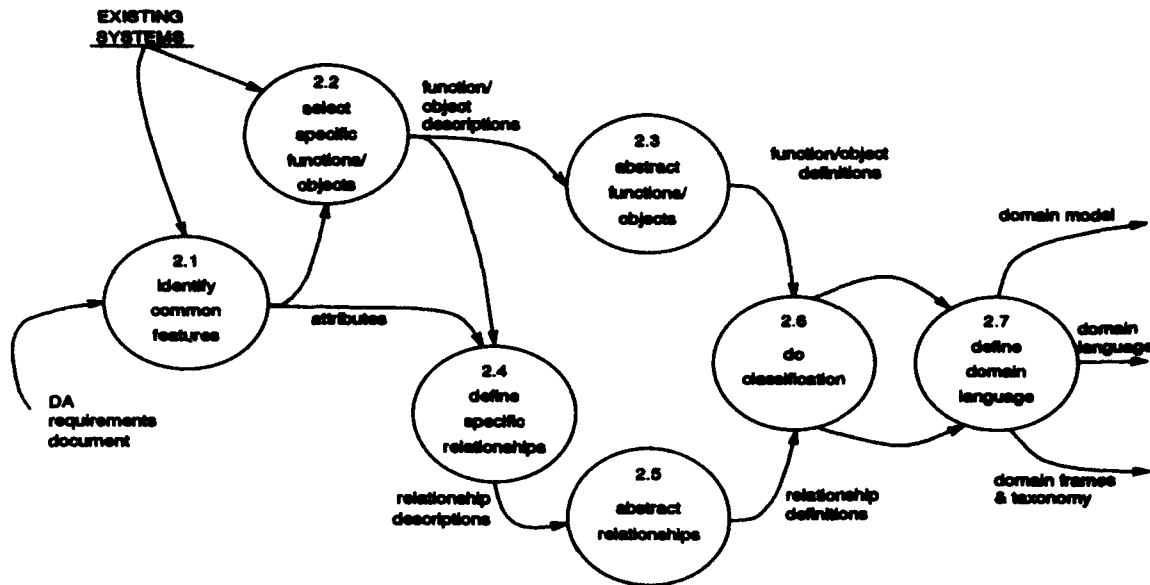 EXISTING
SYSTEMS
2.2
select
specific
functions/
objects
function/
object
descriptions
2.3
abstract
functions/
objects
function/object
definitions
domain model
2.1
identify
common
features
attributes
2.4
define
specific
relationships
2.6
do
classification
2.7
define
domain
language
domain
language
DA
requirements
document
relationship
descriptions
2.5
abstract
relationships
relationship
definitions
domain frames
& taxonomy